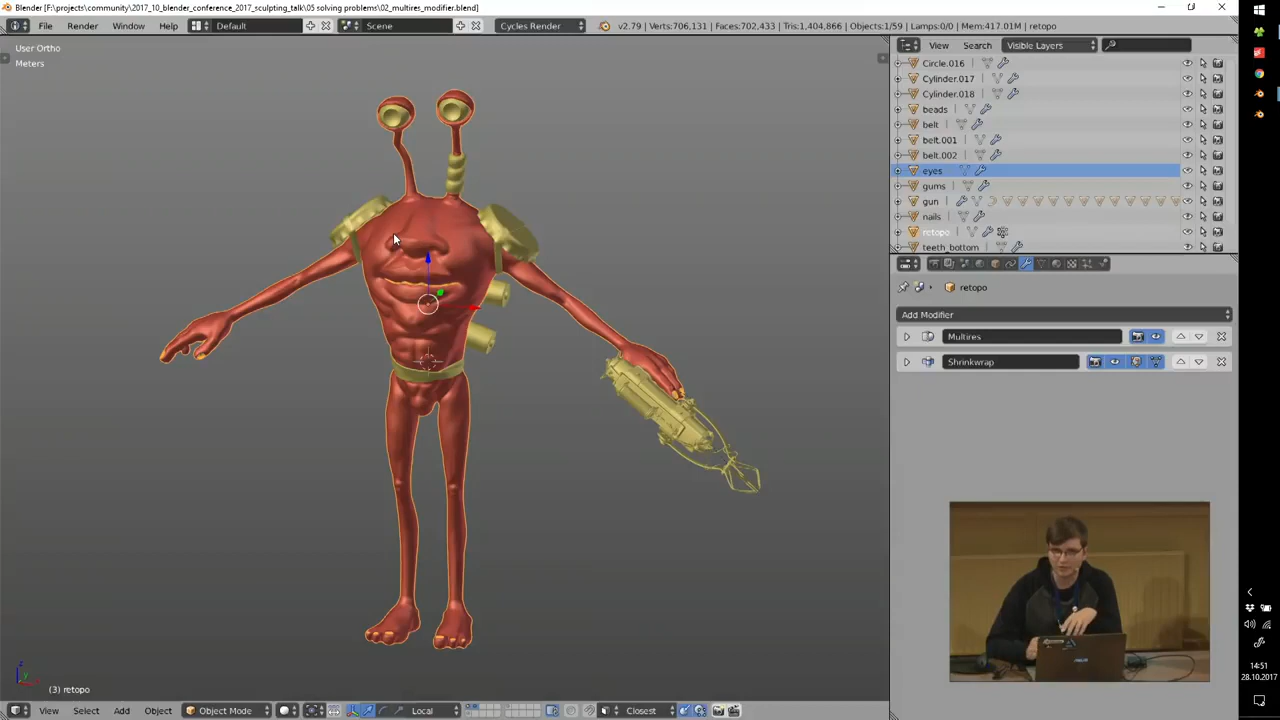 Blender [F:\projects\community\2017_10_blender_conference_2017_sculpting_talk\05 solving problems\02_multires_modifier.blend]
File Render Window Help Default Scene Cycles Render v2.79 | Verts:706,131 | Faces:702,433 | Tris:1,404,866 | Objects:1/59 | Lamps:0/0 | Mem:417.01M | retopo
User Ortho
Meters
View Search Visible Layers
Circle.016
Cylinder.017
Cylinder.018
beads
belt
belt.001
belt.002
eyes
gums
gun
nails
retopo
teeth_bottom
retopo
Add Modifier
Multires
Shrinkwrap
z
(3) retopo
View Select Add Object Object Mode Local Closest
14:51
28.10.2017